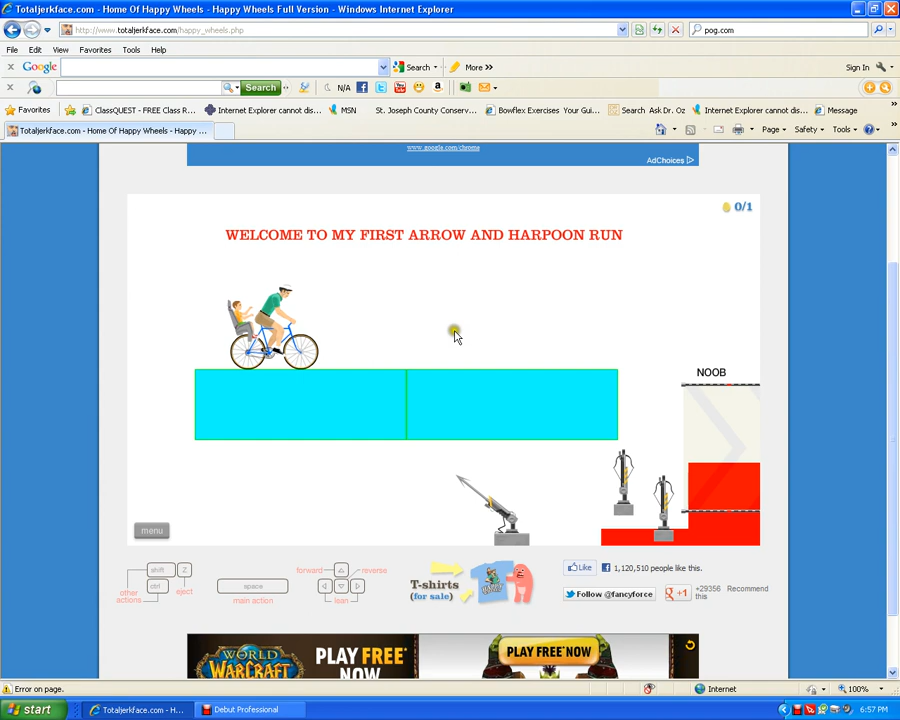 Totaljerkface.com - Home Of Happy Wheels - Happy Wheels Full Version - Windows Internet Explorer
http://www.totaljerkface.com/happy_wheels.php
pog.com
File Edit View Favorites Tools Help
Google Search More >> Sign In
Search N/A
Favorites ClassQUEST - FREE Class R... Internet Explorer cannot dis... MSN St. Joseph County Conserv... Bowflex Exercises Your Gui... Search Ask Dr. Oz Internet Explorer cannot dis... Message
Totaljerkface.com - Home Of Happy Wheels - Happy ...
Page Safety Tools
www.google.com/chrome
AdChoices
0/1
WELCOME TO MY FIRST ARROW AND HARPOON RUN
NOOB
menu
shift Z
ctrl
eject
other actions
space
main action
forward reverse
lean
T-shirts
(for sale)
Like 1,120,510 people like this.
Follow @fancyforce
+1 +29356 Recommend this
WORLD WARCRAFT
PLAY FREE NOW
PLAY FREE NOW
Error on page.
Internet
100%
start
Totaljerkface.com - H...
Debut Professional
6:57 PM